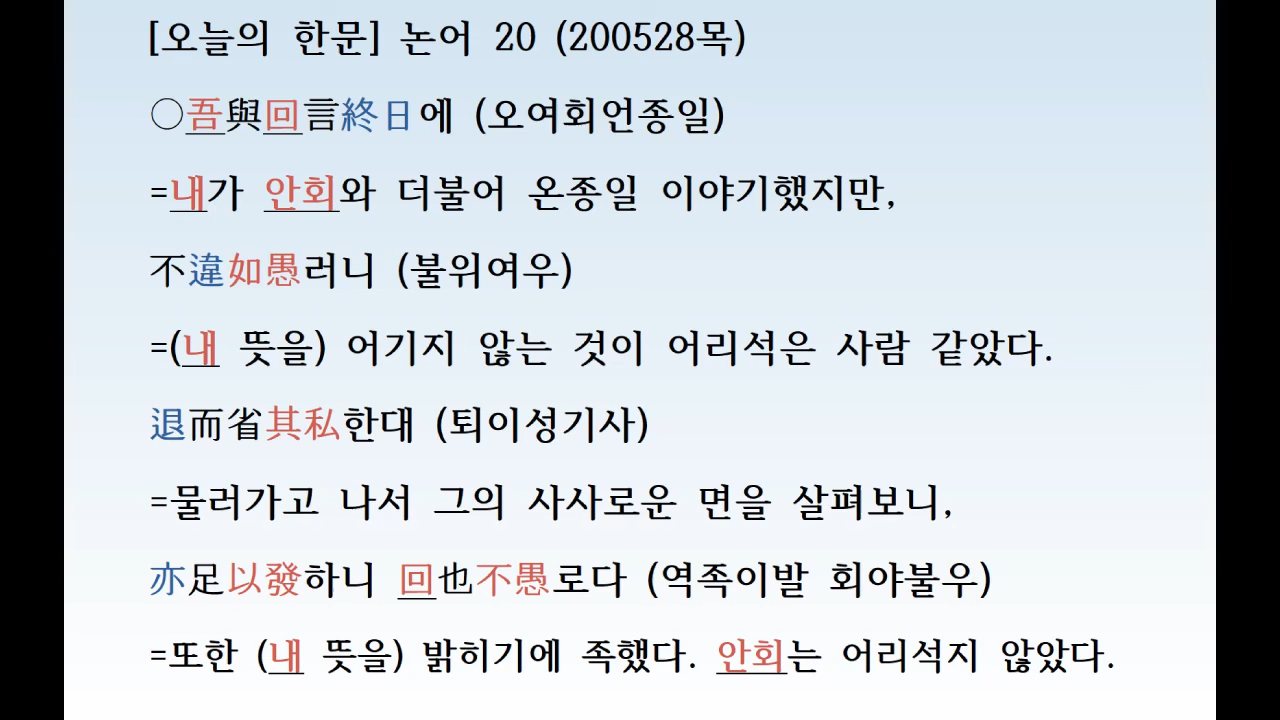 [오늘의 한문] 논어 20 (200528목)
○吾與回言終日에 (오여회언종일)
=내가 안회와 더불어 온종일 이야기했지만,
不違如愚러니 (불위여우)
=(내 뜻을) 어기지 않는 것이 어리석은 사람 같았다.
退而省其私한대 (퇴이성기사)
=물러가고 나서 그의 사사로운 면을 살펴보니,
亦足以發하니 回也不愚로다 (역족이발 회야불우)
=또한 (내 뜻을) 밝히기에 족했다. 안회는 어리석지 않았다.